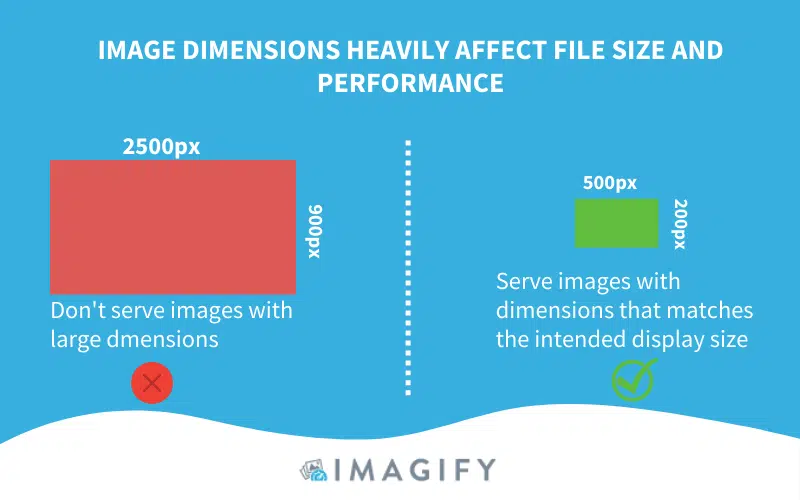 IMAGE DIMENSIONS HEAVILY AFFECT FILE SIZE AND
PERFORMANCE
2500px
900px
Don't serve images with
large dmensions
500px
200px
Serve images with
dimensions that matches
the intended display size
IMAGIFY